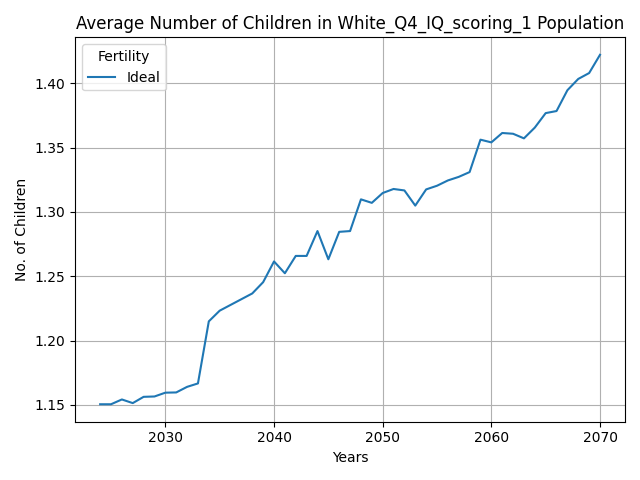 Average Number of Children in White_Q4_IQ_scoring_1 Population
Fertility
Ideal
No. of Children
1.40
1.35
1.30
1.25
1.20
1.15
2030 2040 2050 2060 2070
Years